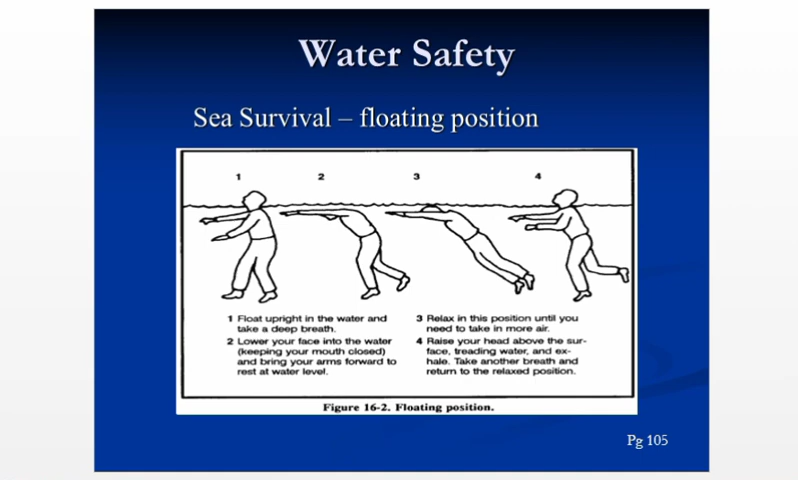 Water Safety
Sea Survival – floating position
1 2 3 4
1 Float upright in the water and
take a deep breath.
2 Lower your face into the water
(keeping your mouth closed)
and bring your arms forward to
rest at water level.
3 Relax in this position until you
need to take in more air.
4 Raise your head above the sur-
face, treading water, and ex-
hale. Take another breath and
return to the relaxed position.
Figure 16-2. Floating position.
Pg 105